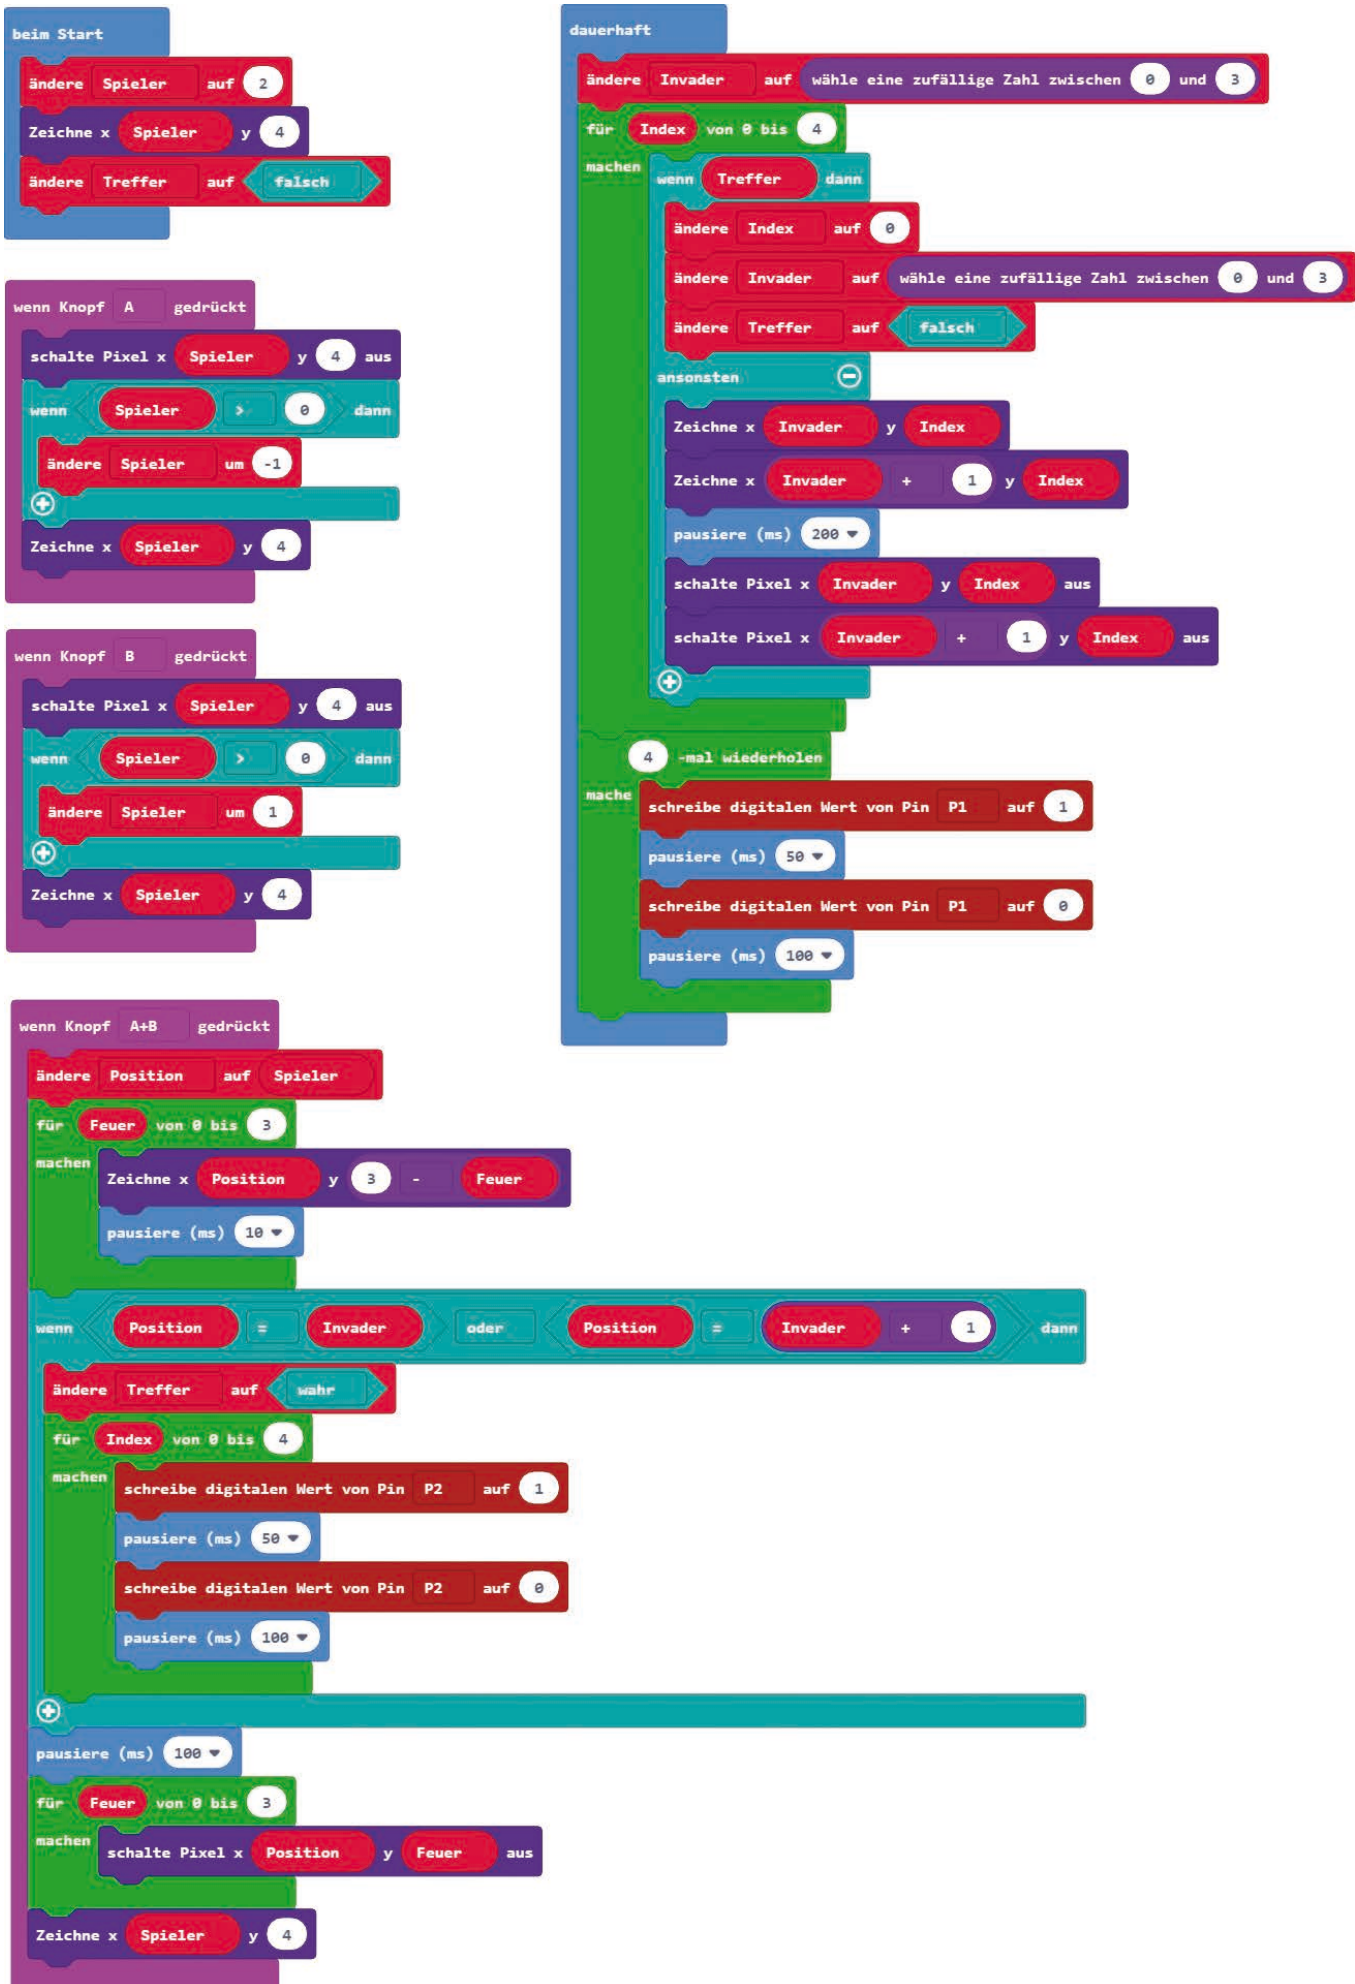 beim Start
ändere Spieler auf 2
Zeichne x Spieler y 4
ändere Treffer auf falsch
wenn Knopf A gedrückt
schalte Pixel x Spieler y 4 aus
wenn Spieler > 0 dann
ändere Spieler um -1
Zeichne x Spieler y 4
wenn Knopf B gedrückt
schalte Pixel x Spieler y 4 aus
wenn Spieler > 0 dann
ändere Spieler um 1
Zeichne x Spieler y 4
dauerhaft
ändere Invader auf wähle eine zufällige Zahl zwischen 0 und 3
für Index von 0 bis 4
machen
wenn Treffer dann
ändere Index auf 0
ändere Invader auf wähle eine zufällige Zahl zwischen 0 und 3
ändere Treffer auf falsch
ansonsten
Zeichne x Invader y Index
Zeichne x Invader + 1 y Index
pausiere (ms) 200
schalte Pixel x Invader y Index aus
schalte Pixel x Invader + 1 y Index aus
4 -mal wiederholen
mache
schreibe digitalen Wert von Pin P1 auf 1
pausiere (ms) 50
schreibe digitalen Wert von Pin P1 auf 0
pausiere (ms) 100
wenn Knopf A+B gedrückt
ändere Position auf Spieler
für Feuer von 0 bis 3
machen
Zeichne x Position y 3 - Feuer
pausiere (ms) 10
wenn Position = Invader oder Position = Invader + 1 dann
ändere Treffer auf wahr
für Index von 0 bis 4
machen
schreibe digitalen Wert von Pin P2 auf 1
pausiere (ms) 50
schreibe digitalen Wert von Pin P2 auf 0
pausiere (ms) 100
pausiere (ms) 100
für Feuer von 0 bis 3
machen
schalte Pixel x Position y Feuer aus
Zeichne x Spieler y 4